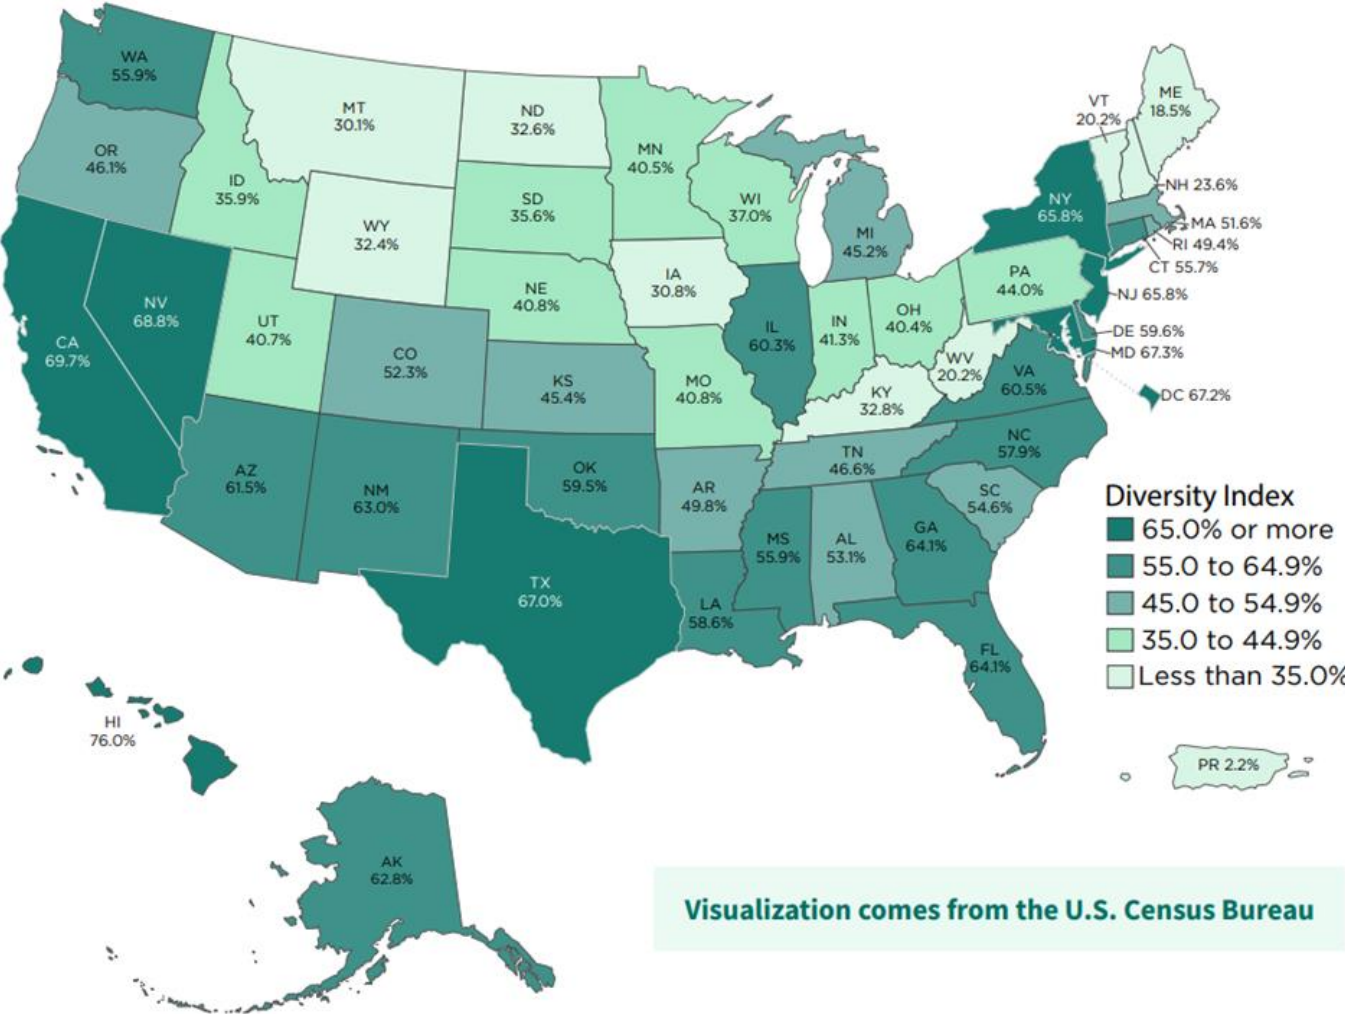 WA
55.9%
MT
30.1%
ND
32.6%
MN
40.5%
VT
20.2%
ME
18.5%
OR
46.1%
ID
35.9%
SD
35.6%
WI
37.0%
NY
65.8%
NH 23.6%
WY
32.4%
MI
45.2%
MA 51.6%
RI 49.4%
CT 55.7%
IA
30.8%
PA
44.0%
NJ 65.8%
NE
40.8%
NV
68.8%
UT
40.7%
IL
60.3%
IN
41.3%
OH
40.4%
DE 59.6%
MD 67.3%
CA
69.7%
CO
52.3%
KS
45.4%
MO
40.8%
WV
20.2%
VA
60.5%
KY
32.8%
DC 67.2%
AZ
61.5%
NM
63.0%
OK
59.5%
AR
49.8%
TN
46.6%
NC
57.9%
SC
54.6%
MS
55.9%
AL
53.1%
GA
64.1%
TX
67.0%
LA
58.6%
FL
64.1%
Diversity Index
65.0% or more
55.0 to 64.9%
45.0 to 54.9%
35.0 to 44.9%
Less than 35.0%
HI
76.0%
PR 2.2%
AK
62.8%
Visualization comes from the U.S. Census Bureau